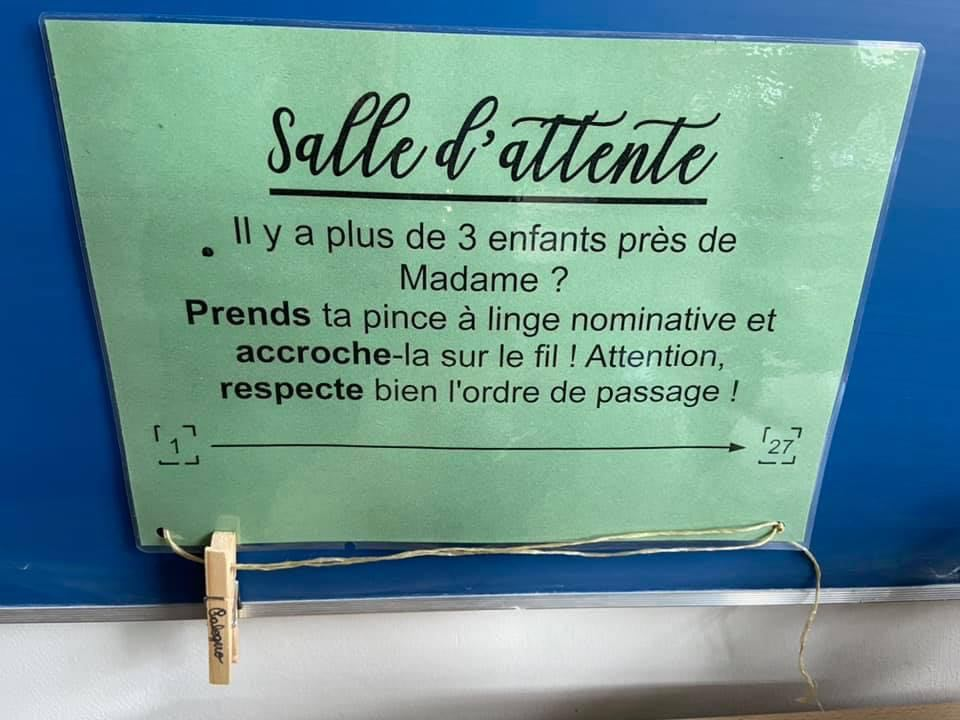 Salle d'attente
Il y a plus de 3 enfants près de
Madame ?
Prends ta pince à linge nominative et
accroche-la sur le fil ! Attention,
respecte bien l'ordre de passage !
1 27